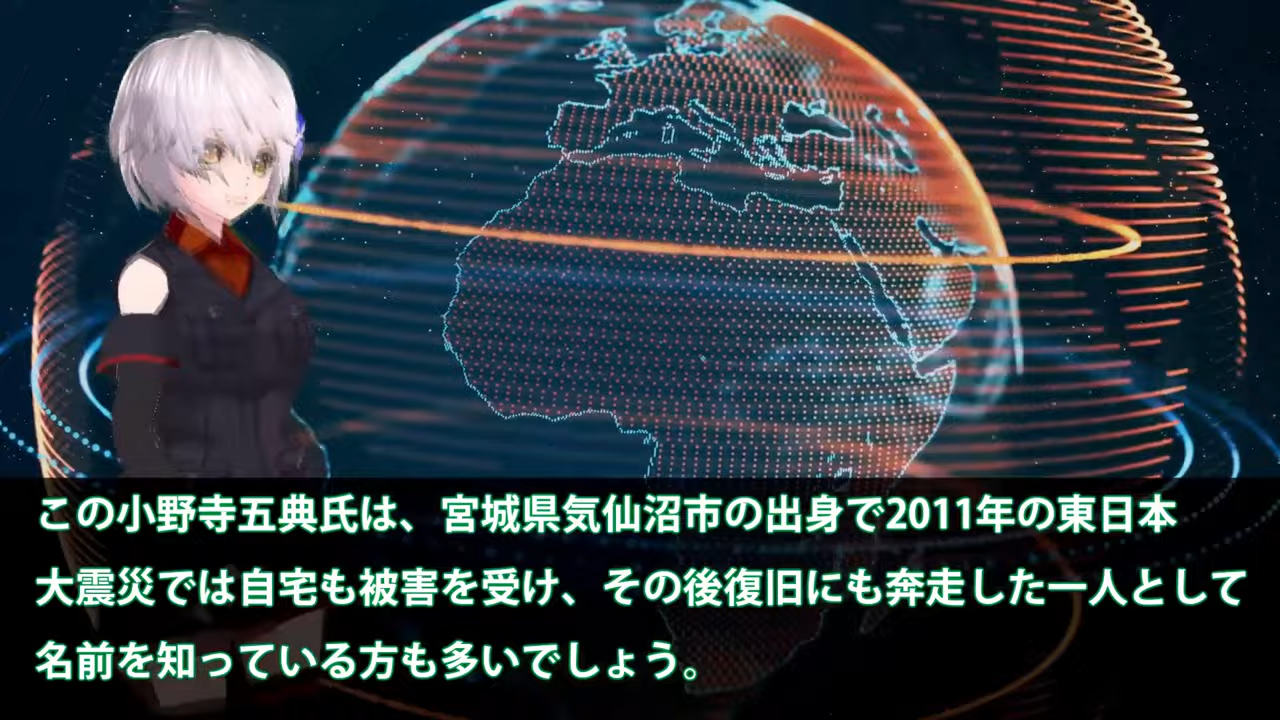 この小野寺五典氏は、宮城県気仙沼市の出身で2011年の東日本
大震災では自宅も被害を受け、その後復旧にも奔走した一人として
名前を知っている方も多いでしょう。